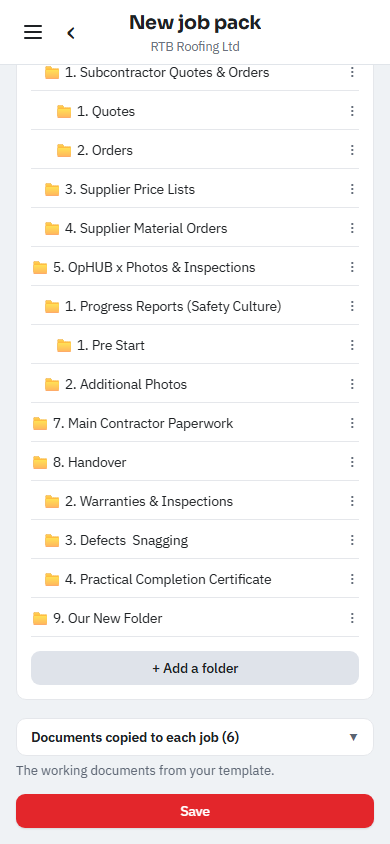 New job pack
RTB Roofing Ltd
1. Subcontractor Quotes & Orders
1. Quotes
2. Orders
3. Supplier Price Lists
4. Supplier Material Orders
5. OpHUB x Photos & Inspections
1. Progress Reports (Safety Culture)
1. Pre Start
2. Additional Photos
7. Main Contractor Paperwork
8. Handover
2. Warranties & Inspections
3. Defects  Snagging
4. Practical Completion Certificate
9. Our New Folder
+ Add a folder
Documents copied to each job (6)
The working documents from your template.
Save